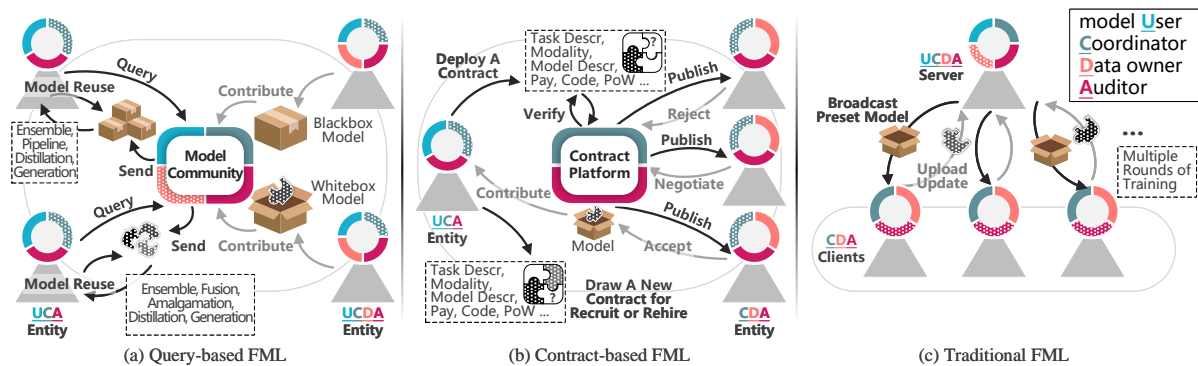 Query
Model Reuse
Ensemble,
Pipeline,
Distillation,
Generation
Send
Contribute
Blackbox
Model
Model
Community
Whitebox
Model
Query
Send
Contribute
Model Reuse
Ensemble, Fusion,
Amalgamation,
Distillation, Generation
UCA
Entity
UCDA
Entity
(a) Query-based FML
Task Descr,
Modality,
Model Descr,
Pay, Code, PoW ...
?
Deploy A
Contract
Verify
Publish
Reject
Contract
Platform
Publish
Negotiate
Contribute
Publish
Model
Accept
UCA
Entity
Task Descr,
Modality,
Model Descr,
Pay, Code, PoW ...
?
Draw A New
Contract for
Recruit or Rehire
CDA
Entity
(b) Contract-based FML
model User
Coordinator
Data owner
Auditor
UCDA
Server
Broadcast
Preset Model
Upload
Update
...
Multiple
Rounds of
Training
CDA
Clients
(c) Traditional FML